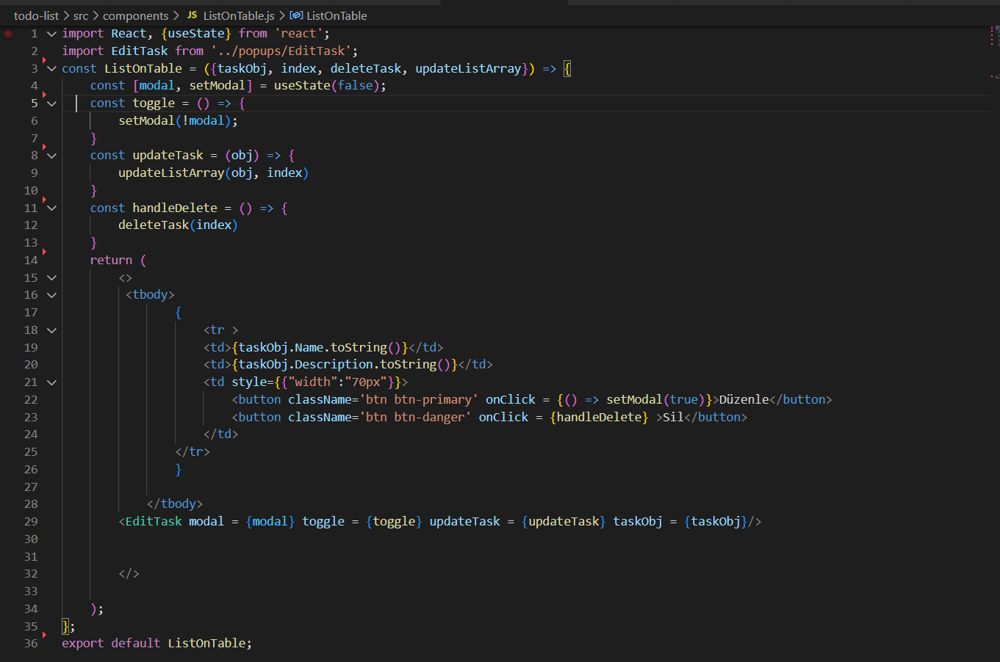 todo-list > src > components > JS ListOnTable.js > ListOnTable
1 import React, {useState} from 'react';
2 import EditTask from '../popups/EditTask';
3 const ListOnTable = ({taskObj, index, deleteTask, updateListArray}) => {
4 const [modal, setModal] = useState(false);
5 const toggle = () => {
6 setModal(!modal);
7 }
8 const updateTask = (obj) => {
9 updateListArray(obj, index)
10 }
11 const handleDelete = () => {
12 deleteTask(index)
13 }
14 return (
15 <>
16 <tbody>
17 {
18 <tr >
19 <td>{taskObj.Name.toString()}</td>
20 <td>{taskObj.Description.toString()}</td>
21 <td style={{"width":"70px"}}>
22 <button className='btn btn-primary' onClick = {() => setModal(true)}>Düzenle</button>
23 <button className='btn btn-danger' onClick = {handleDelete} >Sil</button>
24 </td>
25 </tr>
26 }
27
28 </tbody>
29 <EditTask modal = {modal} toggle = {toggle} updateTask = {updateTask} taskObj = {taskObj}/>
30
31
32 </>
33
34 );
35 };
36 export default ListOnTable;